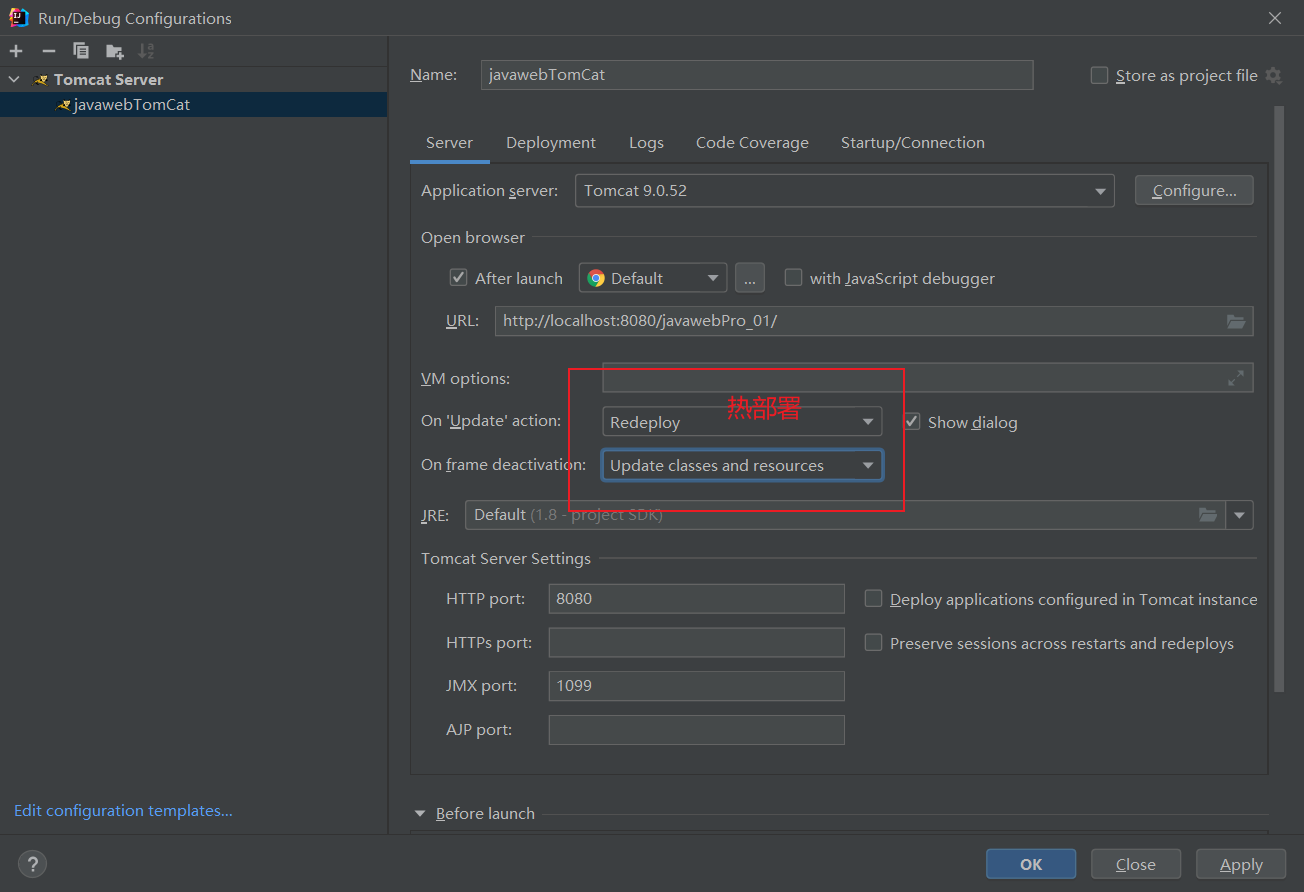 Run/Debug Configurations
Tomcat Server
javawebTomCat
Edit configuration templates...
Name: javawebTomCat Store as project file
Server Deployment Logs Code Coverage Startup/Connection
Application server: Tomcat 9.0.52 Configure...
Open browser
After launch Default ... with JavaScript debugger
URL: http://localhost:8080/javawebPro_01/
VM options:
热部署
On 'Update' action: Redeploy Show dialog
On frame deactivation: Update classes and resources
JRE: Default (1.8 - project SDK)
Tomcat Server Settings
HTTP port: 8080 Deploy applications configured in Tomcat instance
HTTPs port: Preserve sessions across restarts and redeploys
JMX port: 1099
AJP port:
Before launch
? OK Close Apply